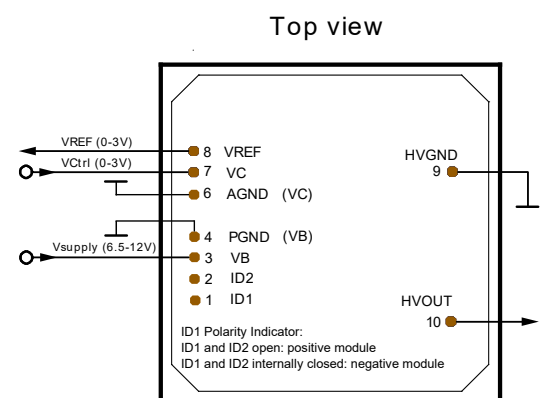 Top view
VREF (0-3V)
8 VREF
VCtrl (0-3V)
7 VC
6 AGND (VC)
HVGND
9
4 PGND (VB)
Vsupply (6.5-12V)
3 VB
2 ID2
1 ID1
HVOUT
10
ID1 Polarity Indicator:
ID1 and ID2 open: positive module
ID1 and ID2 internally closed: negative module